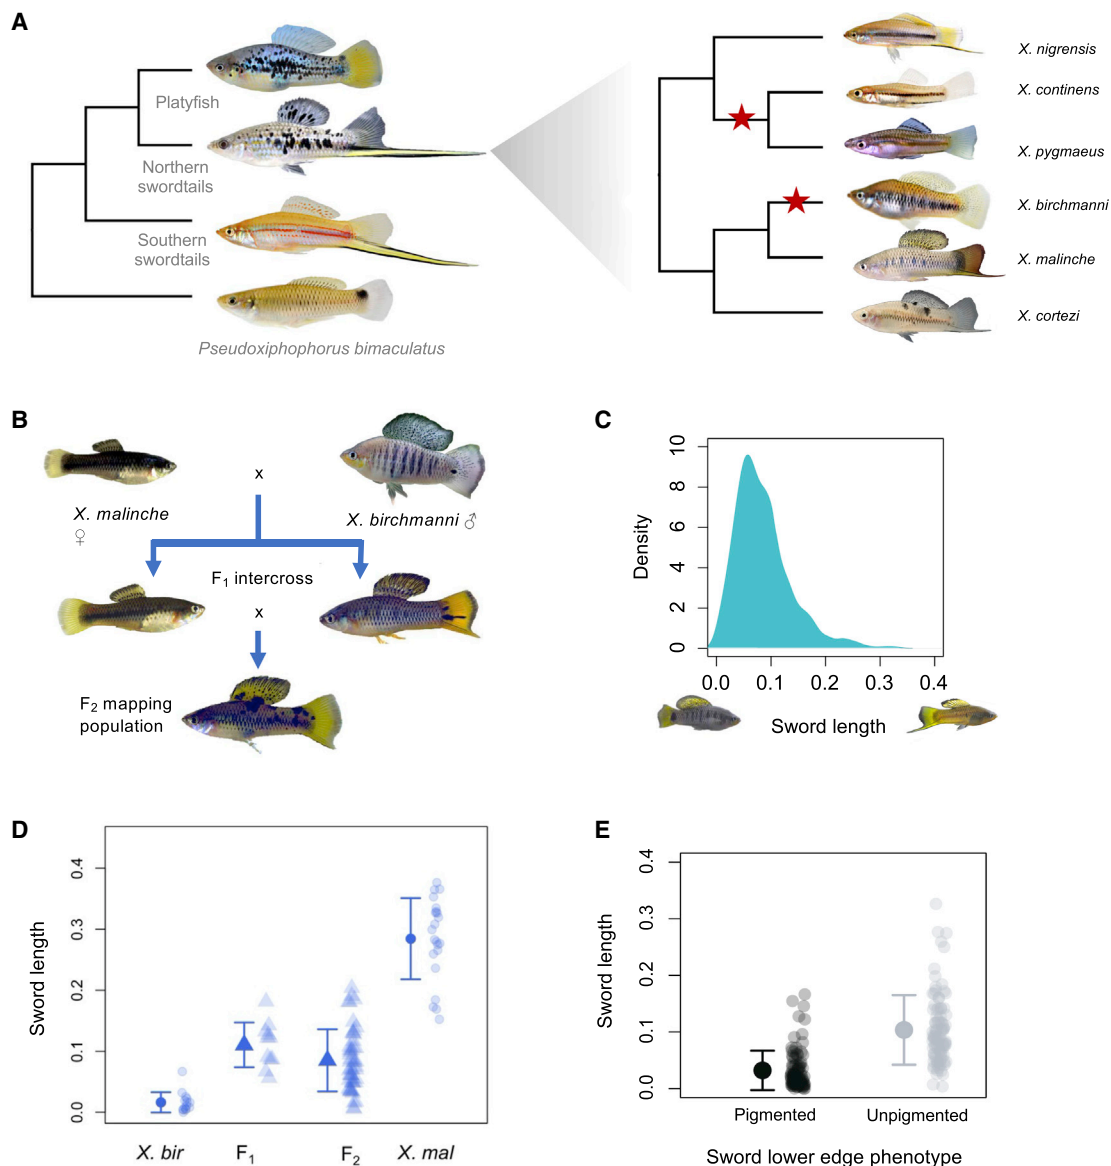 A
Platyfish
Northern
swordtails
Southern
swordtails
Pseudoxiphophorus bimaculatus
X. nigrensis
X. continens
X. pygmaeus
X. birchmanni
X. malinche
X. cortezi
B
x
X. malinche
♀
X. birchmanni ♂
F1 intercross
x
F2 mapping
population
C
Density
10
8
6
4
2
0
0.0 0.1 0.2 0.3 0.4
Sword length
D
Sword length
0.4
0.3
0.2
0.1
0.0
X. bir F1 F2 X. mal
E
Sword length
0.4
0.3
0.2
0.1
0.0
Pigmented Unpigmented
Sword lower edge phenotype